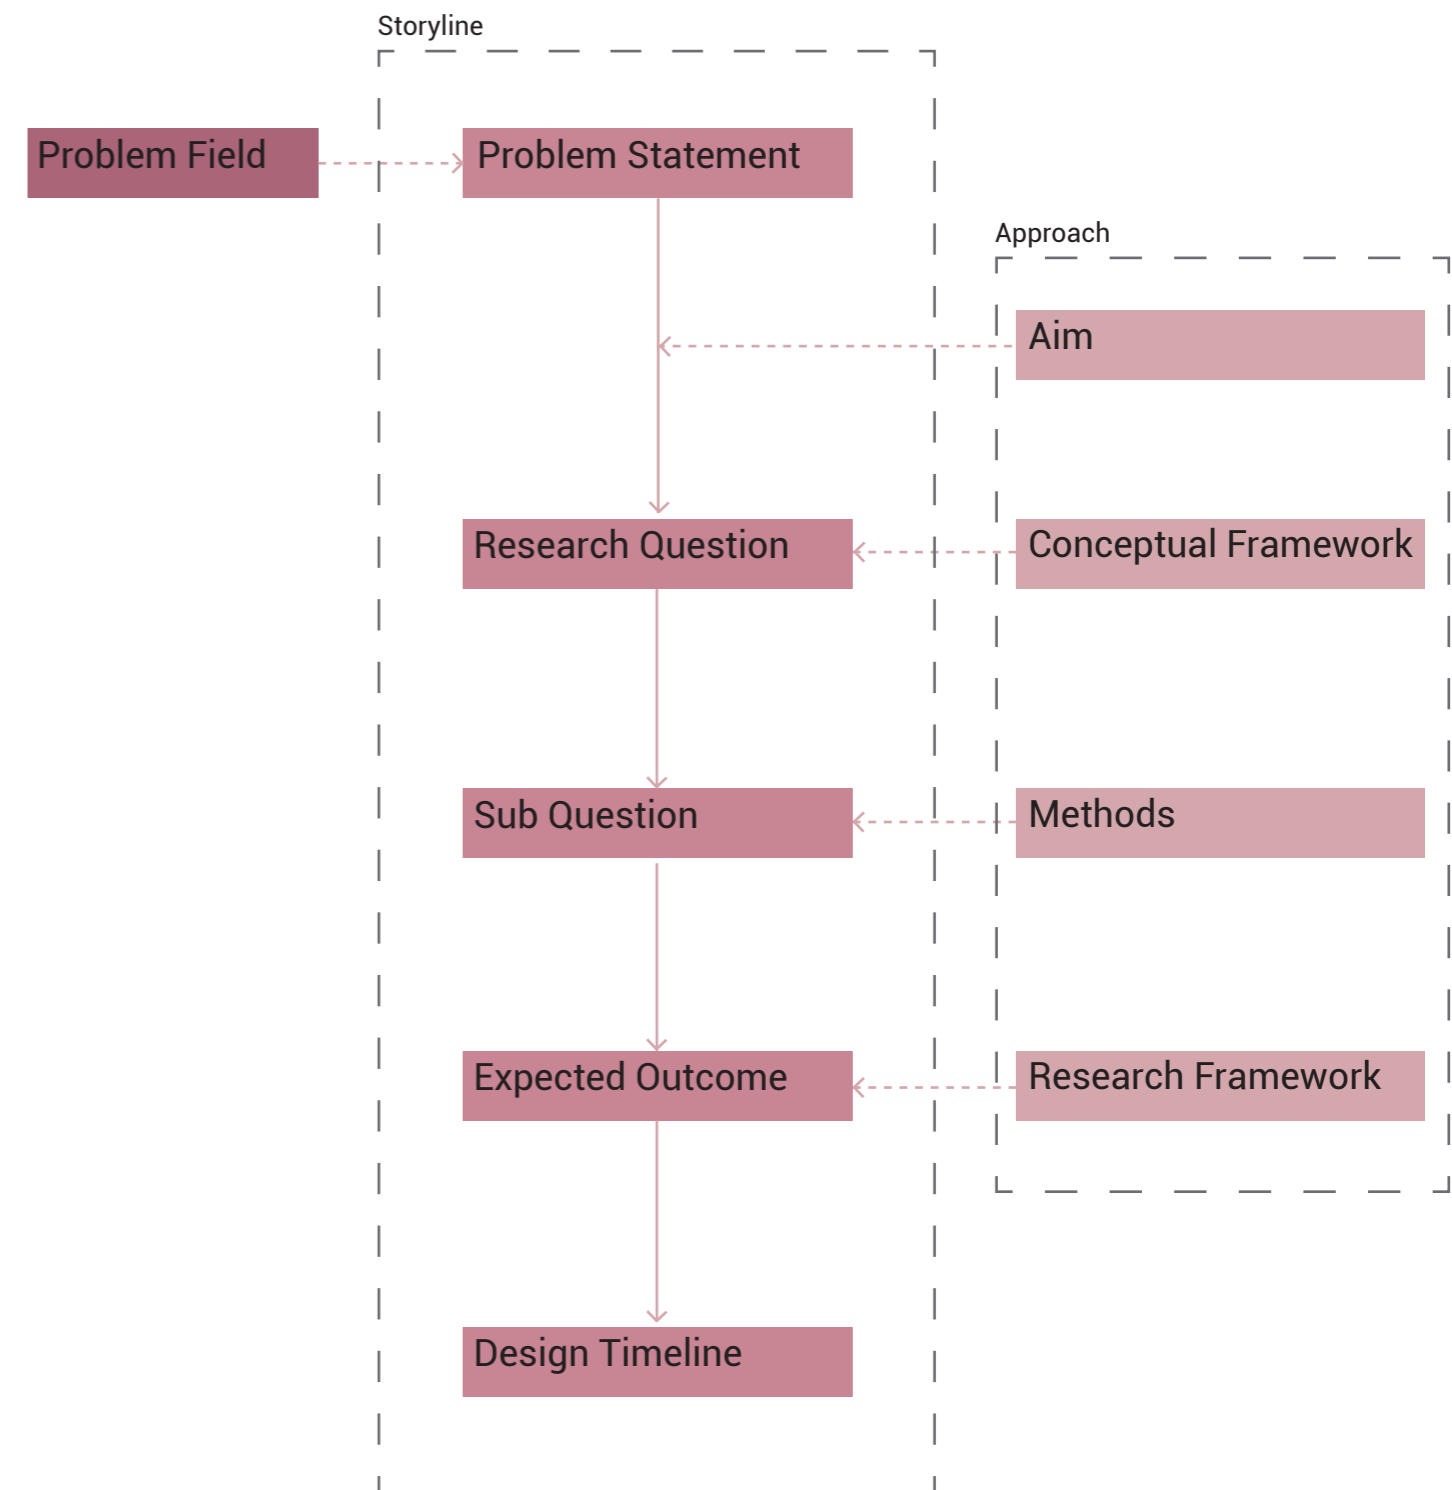 Storyline
Problem Field
Problem Statement
Approach
Aim
Research Question
Conceptual Framework
Sub Question
Methods
Expected Outcome
Research Framework
Design Timeline